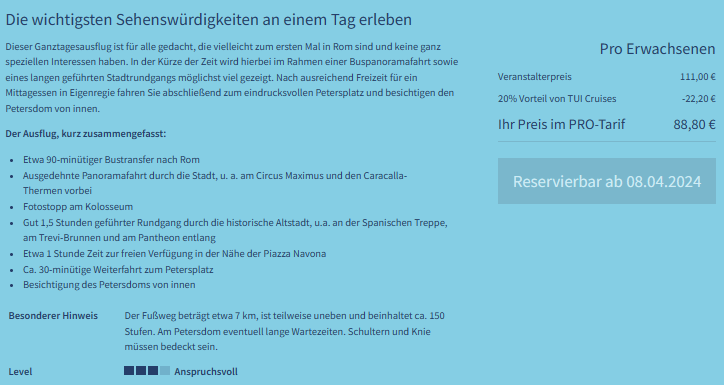 Die wichtigsten Sehenswürdigkeiten an einem Tag erleben
Dieser Ganztagesausflug ist für alle gedacht, die vielleicht zum ersten Mal in Rom sind und keine ganz
speziellen Interessen haben. In der Kürze der Zeit wird hierbei im Rahmen einer Buspanoramafahrt sowie
eines langen geführten Stadtrundgangs möglichst viel gezeigt. Nach ausreichend Freizeit für ein
Mittagessen in Eigenregie fahren Sie abschließend zum eindrucksvollen Petersplatz und besichtigen den
Petersdom von innen.
Der Ausflug, kurz zusammengefasst:
• Etwa 90-minütiger Bustransfer nach Rom
• Ausgedehnte Panoramafahrt durch die Stadt, u. a. am Circus Maximus und den Caracalla-
Thermen vorbei
• Fotostopp am Kolosseum
• Gut 1,5 Stunden geführter Rundgang durch die historische Altstadt, u.a. an der Spanischen Treppe,
am Trevi-Brunnen und am Pantheon entlang
• Etwa 1 Stunde Zeit zur freien Verfügung in der Nähe der Piazza Navona
• Ca. 30-minütige Weiterfahrt zum Petersplatz
• Besichtigung des Petersdoms von innen
Besonderer Hinweis Der Fußweg beträgt etwa 7 km, ist teilweise uneben und beinhaltet ca. 150
Stufen. Am Petersdom eventuell lange Wartezeiten. Schultern und Knie
müssen bedeckt sein.
Level Anspruchsvoll
Pro Erwachsenen
Veranstalterpreis 111,00 €
20% Vorteil von TUI Cruises -22,20 €
Ihr Preis im PRO-Tarif 88,80 €
Reservierbar ab 08.04.2024